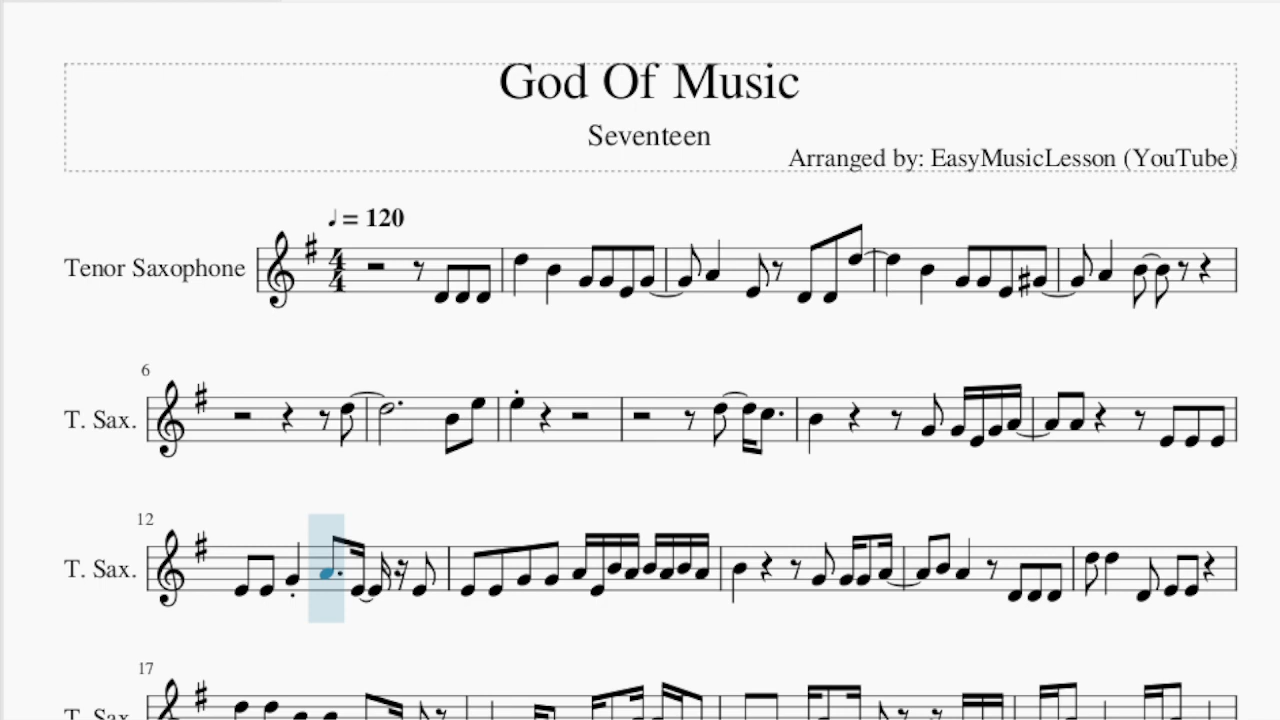 God Of Music
Seventeen
Arranged by: EasyMusicLesson (YouTube)
♩ = 120
Tenor Saxophone
4
4
6
T. Sax.
12
T. Sax.
17
T. Sax.